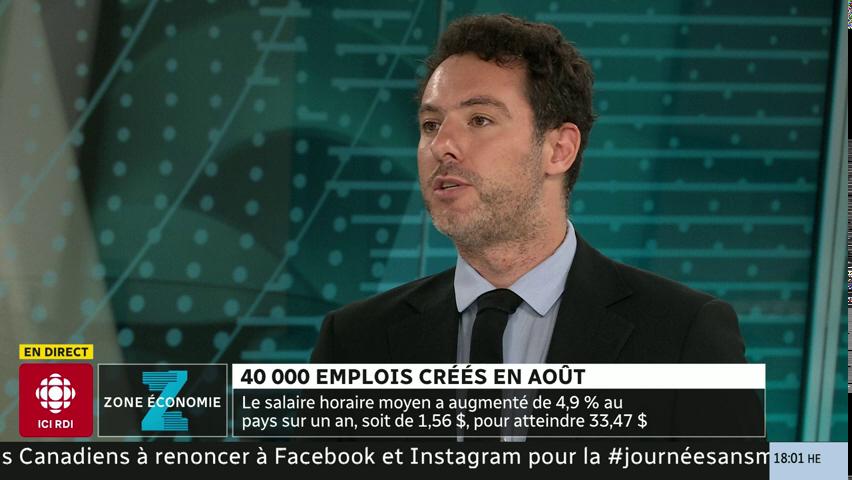 EN DIRECT
ICI RDI
ZONE ÉCONOMIE
40 000 EMPLOIS CRÉÉS EN AOÛT
Le salaire horaire moyen a augmenté de 4,9 % au
pays sur un an, soit de 1,56 $, pour atteindre 33,47 $
s Canadiens à renoncer à Facebook et Instagram pour la #journéesansm
18:01 HE